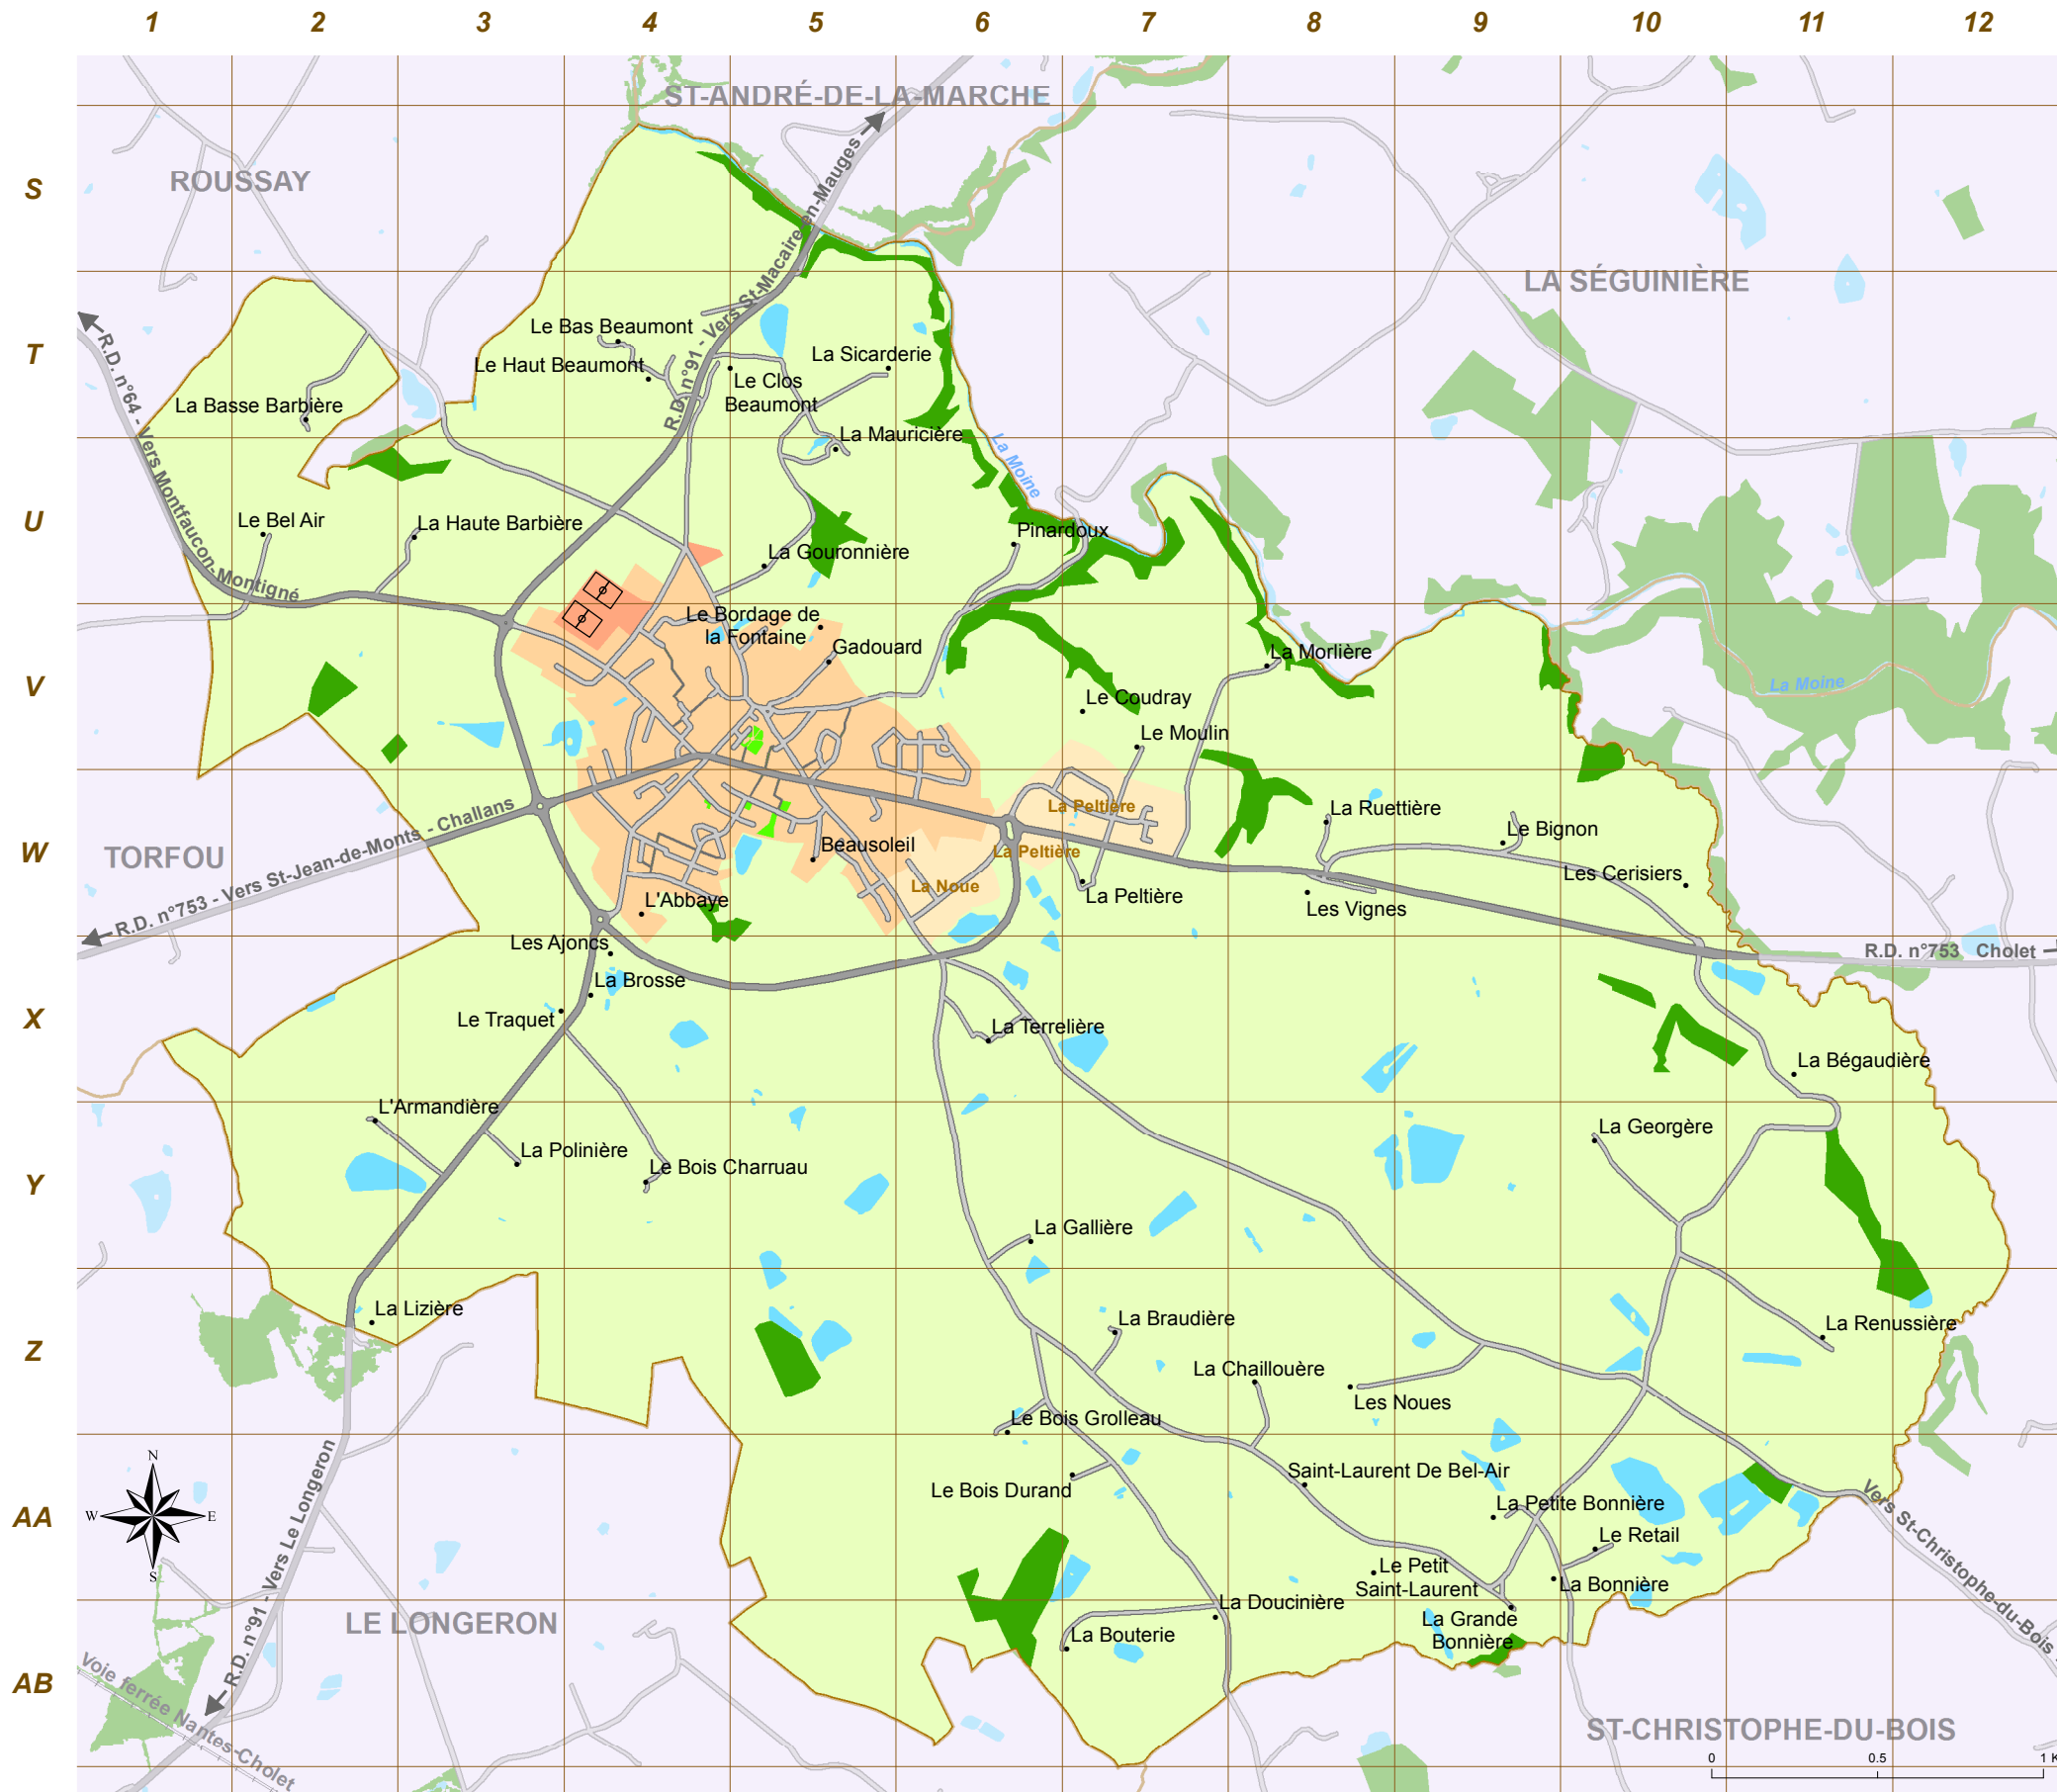 1 2 3 4 5 6 7 8 9 10 11 12
ST-ANDRÉ-DE-LA-MARCHE
S
ROUSSAY
R.D. n°91 - Vers St-Macaire-en-Mauges
LA SÉGUINIÈRE
T
Le Bas Beaumont
Le Haut Beaumont
La Sicarderie
Le Clos
Beaumont
La Basse Barbière
La Mauricière
R.D. n°64 - Vers Montfaucon-Montigné
La Moine
U
Le Bel Air
La Haute Barbière
Pinardoux
La Gouronnière
Le Bordage de
la Fontaine
Gadouard
La Morlière
V
La Moine
Le Coudray
Le Moulin
La Peltière
La Ruettière
Le Bignon
W
TORFOU
R.D. n°753 - Vers St-Jean-de-Monts - Challans
Beausoleil
La Peltière
La Noue
La Peltière
Les Cerisiers
L'Abbaye
Les Vignes
Les Ajoncs
R.D. n°753 Cholet
La Brosse
X
Le Traquet
La Terrelière
La Bégaudière
L'Armandière
La Georgère
La Polinière
Le Bois Charruau
Y
La Gallière
La Lizière
La Braudière
La Renussière
Z
La Chaillouère
Les Noues
Le Bois Grolleau
N
W E
S
Le Bois Durand
Saint-Laurent De Bel-Air
La Petite Bonnière
AA
Le Retail
Vers St-Christophe-du-Bois
R.D. n°91 - Vers Le Longeron
Le Petit
Saint-Laurent
La Bonnière
La Doucinière
LE LONGERON
La Grande
Bonnière
La Bouterie
AB
Voie ferrée Nantes-Cholet
ST-CHRISTOPHE-DU-BOIS
0 0.5 1 K